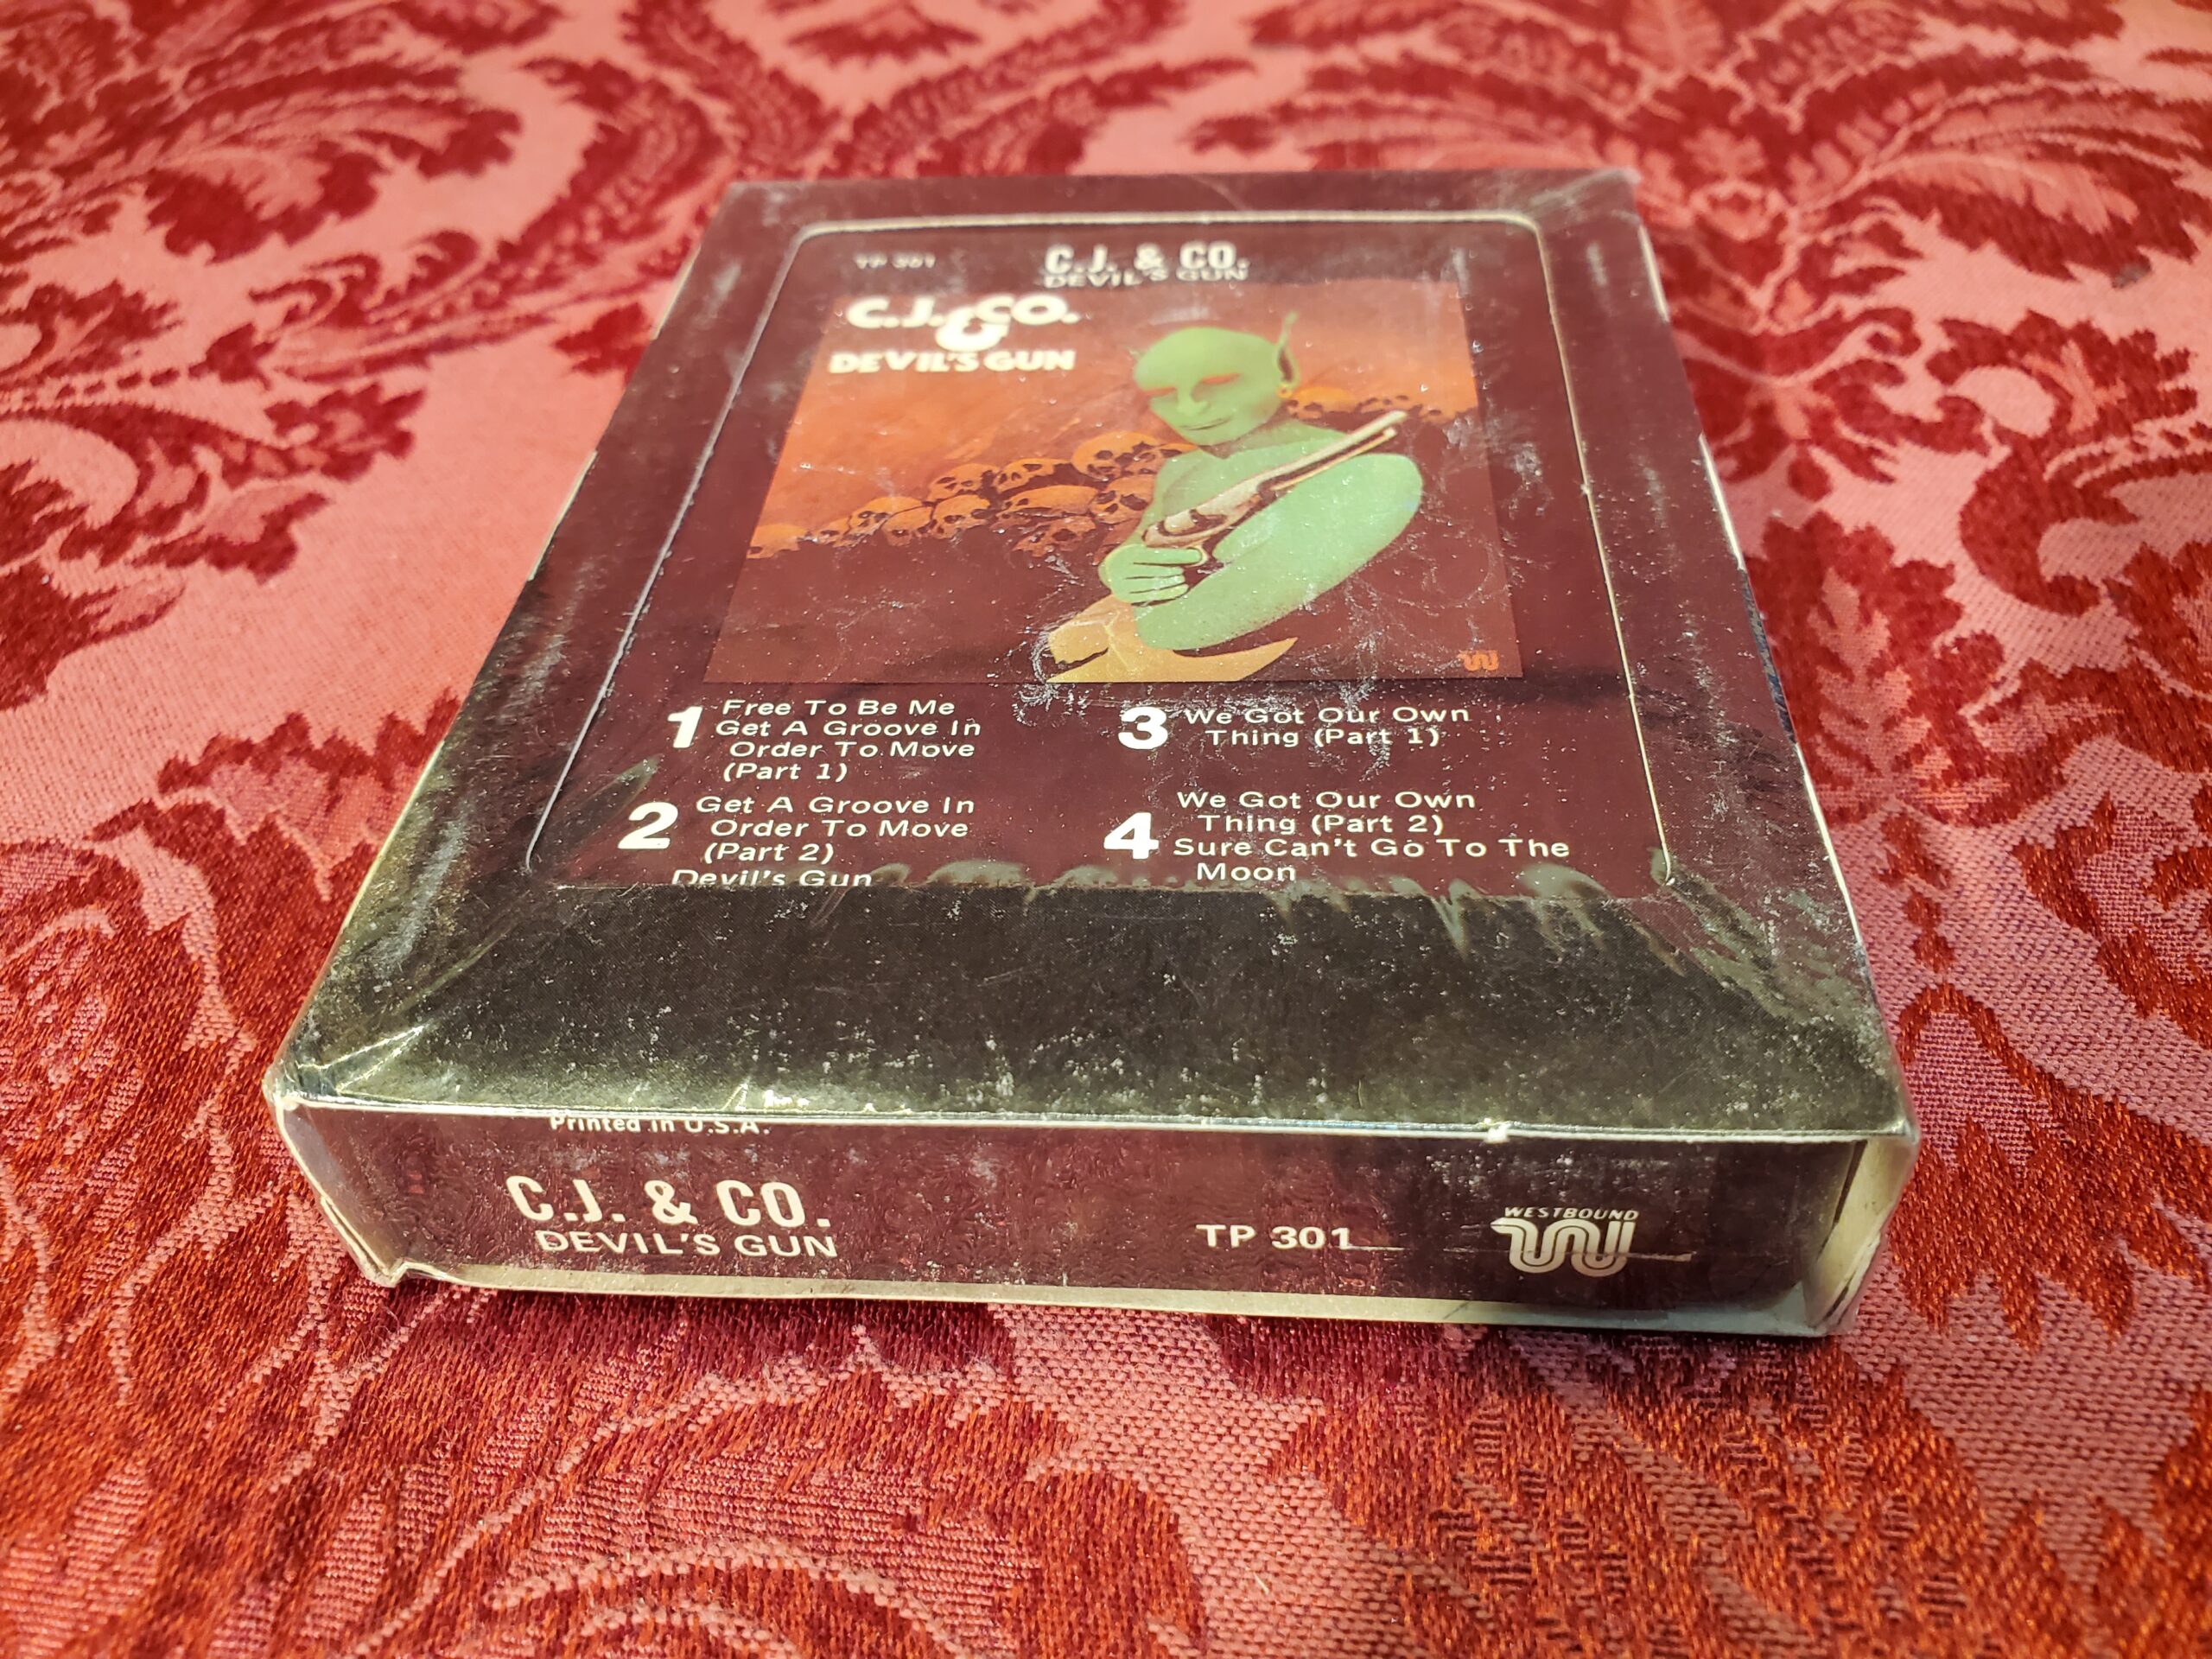 TP 301
C.J. & CO.
DEVIL'S GUN
C.J. & CO.
DEVIL'S GUN
1 Free To Be Me
Get A Groove In
Order To Move
(Part 1)
2 Get A Groove In
Order To Move
(Part 2)
Devil's Gun
3 We Got Our Own
Thing (Part 1)
4 We Got Our Own
Thing (Part 2)
Sure Can't Go To The
Moon
Printed in U.S.A.
C.J. & CO.
DEVIL'S GUN
TP 301
WESTBOUND
W